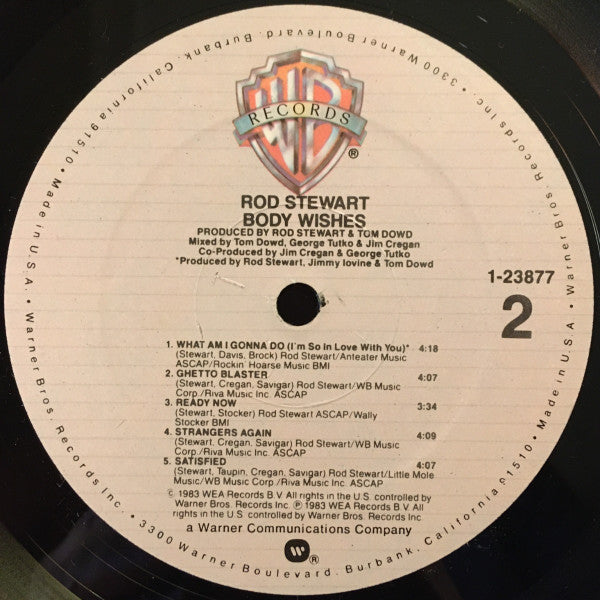 Made in U.S.A. • Warner Bros. Records Inc. • 3300 Warner Boulevard, Burbank, California 91510 • Made in U.S.A. • Warner Bros. Records Inc. • 3300 Warner Boulevard, Burbank, California 91510 •
WB
RECORDS
®
ROD STEWART
BODY WISHES
PRODUCED BY ROD STEWART & TOM DOWD
Mixed by Tom Dowd, George Tutko & Jim Cregan
Co-Produced by Jim Cregan & George Tutko
*Produced by Rod Stewart, Jimmy Iovine & Tom Dowd
1-23877
2
1. WHAT AM I GONNA DO (I'm So In Love With You)* 4:18
(Stewart, Davis, Brock) Rod Stewart/Anteater Music
ASCAP/Rockin' Hoarse Music BMI
2. GHETTO BLASTER 4:07
(Stewart, Cregan, Savigar) Rod Stewart/WB Music
Corp./Riva Music Inc. ASCAP
3. READY NOW 3:34
(Stewart, Stocker) Rod Stewart ASCAP/Wally
Stocker BMI
4. STRANGERS AGAIN 4:09
(Stewart, Cregan, Savigar) Rod Stewart/WB Music
Corp./Riva Music Inc. ASCAP
5. SATISFIED 4:07
(Stewart, Taupin, Cregan, Savigar) Rod Stewart/Little Mole
Music/WB Music Corp./Riva Music Inc. ASCAP
© 1983 WEA Records B.V. All rights in the U.S. controlled by
Warner Bros. Records Inc. ℗ 1983 WEA Records B.V. All
rights in the U.S. controlled by Warner Bros. Records Inc.
a Warner Communications Company